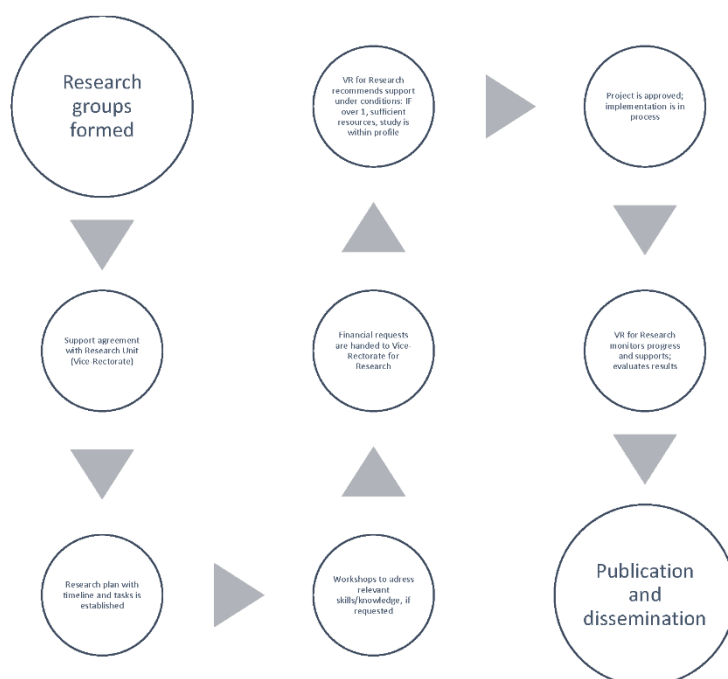 Research
groups
formed
Support agreement
with Research Unit
(Vice-Rectorate)
Research plan with
timeline and tasks is
established
Workshops to adress
relevant
skills/knowledge, if
requested
Financial requests
are handed to Vice-
Rectorate for
Research
VR for Research
recommends support
under conditions: IF
over 1, sufficient
resources, study is
within profile
Project is approved;
implementation is in
process
VR for Research
monitors progress
and supports;
evaluates results
Publication
and
dissemination